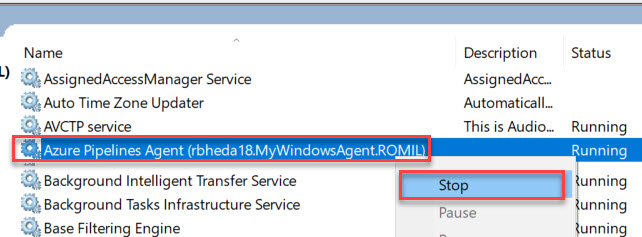 Name Description Status
L)
AssignedAccessManager Service AssignedAcc...
Auto Time Zone Updater Automaticall...
AVCTP service This is Audio... Running
Azure Pipelines Agent (rbheda18.MyWindowsAgent.ROMIL) Running
Background Intelligent Transfer Service Running
Stop
Background Tasks Infrastructure Service Running
Pause
Base Filtering Engine Running